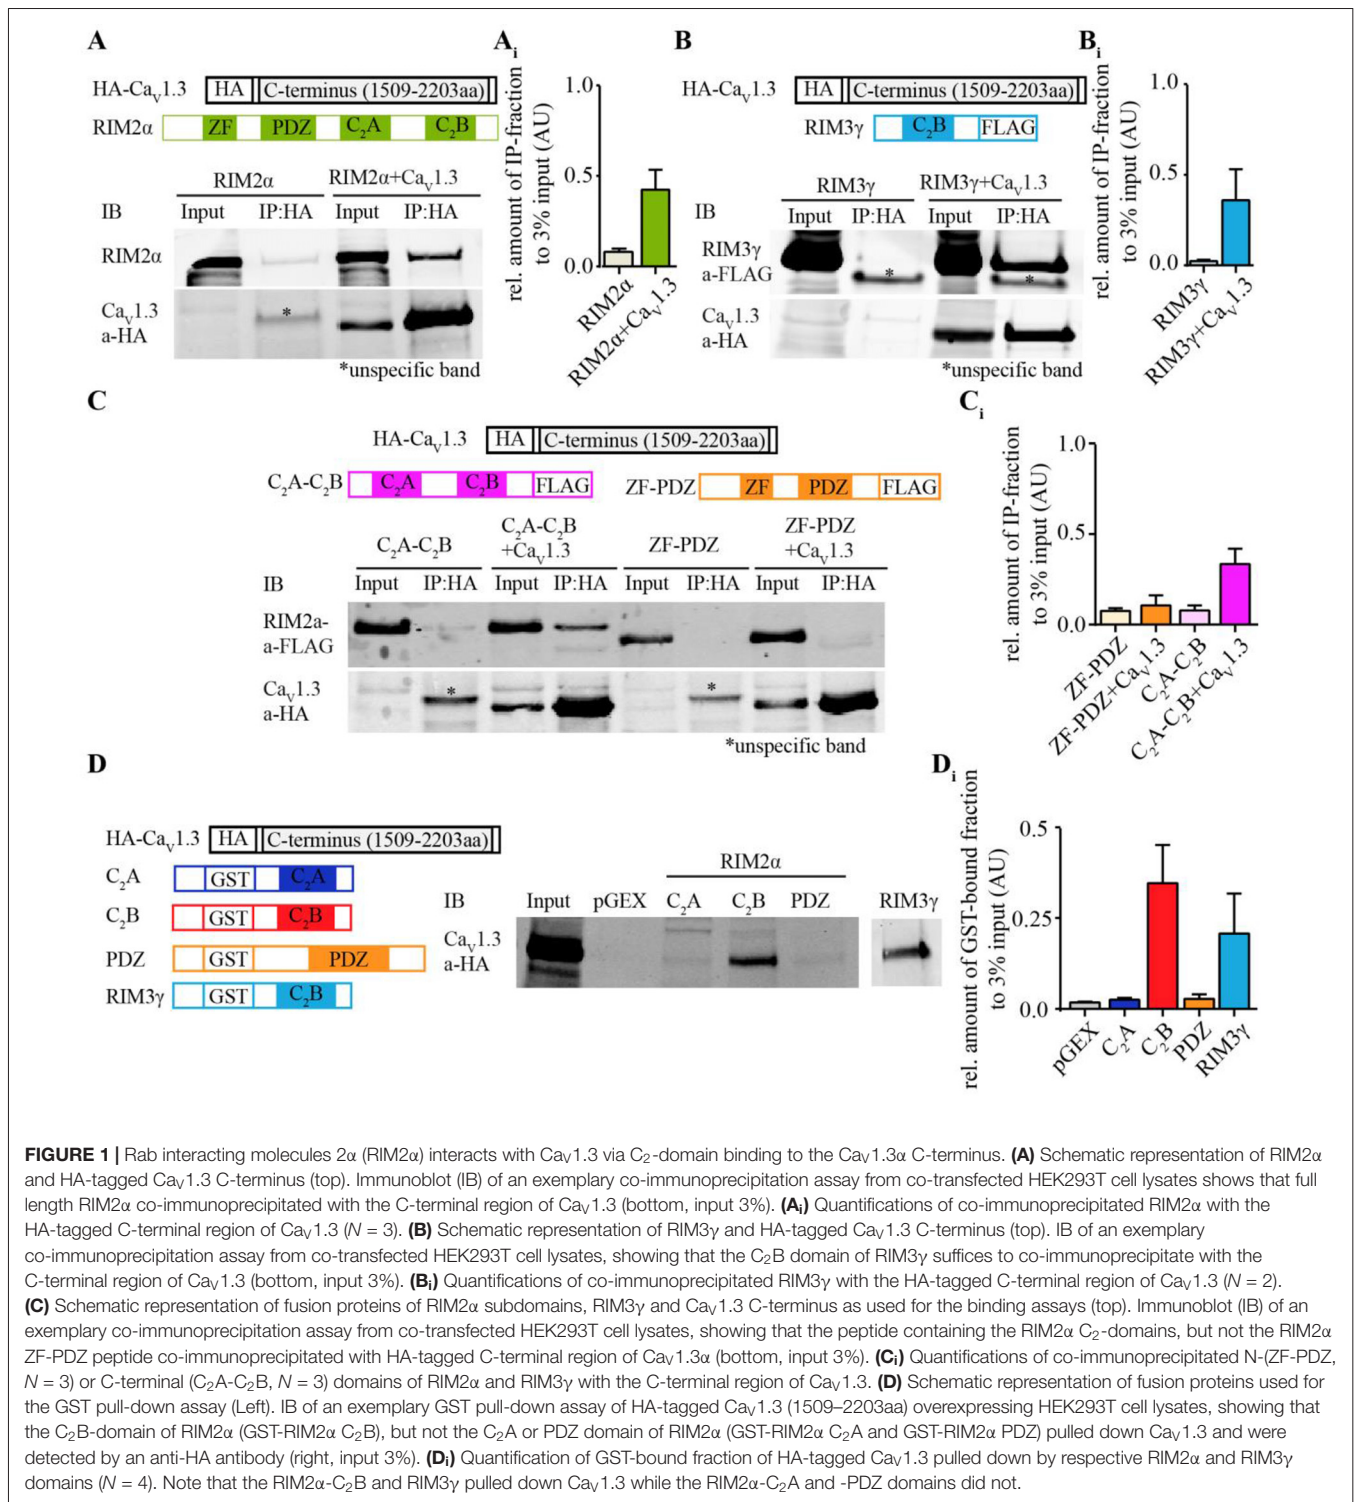 A
HA-CaV1.3 HA C-terminus (1509-2203aa)
RIM2α ZF PDZ C2A C2B
RIM2α RIM2α+CaV1.3
IB Input IP:HA Input IP:HA
RIM2α
CaV1.3
a-HA
*
*unspecific band
Ai
rel. amount of IP-fraction
to 3% input (AU)
1.0
0.5
0.0
RIM2α
RIM2α+CaV1.3
B
HA-CaV1.3 HA C-terminus (1509-2203aa)
RIM3γ C2B FLAG
RIM3γ RIM3γ+CaV1.3
IB Input IP:HA Input IP:HA
RIM3γ
a-FLAG
* *
CaV1.3
a-HA
*unspecific band
Bi
rel. amount of IP-fraction
to 3% input (AU)
1.0
0.5
0.0
RIM3γ
RIM3γ+CaV1.3
C
HA-CaV1.3 HA C-terminus (1509-2203aa)
C2A-C2B C2A C2B FLAG ZF-PDZ ZF PDZ FLAG
C2A-C2B C2A-C2B
+CaV1.3 ZF-PDZ ZF-PDZ
+CaV1.3
IB Input IP:HA Input IP:HA Input IP:HA Input IP:HA
RIM2a-
a-FLAG
CaV1.3
a-HA
* *
*unspecific band
Ci
rel. amount of IP-fraction
to 3% input (AU)
1.0
0.5
0.0
ZF-PDZ
ZF-PDZ+CaV1.3
C2A-C2B
C2A-C2B+CaV1.3
D
HA-CaV1.3 HA C-terminus (1509-2203aa)
C2A GST C2A
C2B GST C2B
PDZ GST PDZ
RIM3γ GST C2B
RIM2α
IB Input pGEX C2A C2B PDZ RIM3γ
CaV1.3
a-HA
Di
rel. amount of GST-bound fraction
to 3% input (AU)
0.5
0.25
0.0
pGEX
C2A
C2B
PDZ
RIM3γ
FIGURE 1 | Rab interacting molecules 2α (RIM2α) interacts with CaV1.3 via C2-domain binding to the CaV1.3α C-terminus. (A) Schematic representation of RIM2α
and HA-tagged CaV1.3 C-terminus (top). Immunoblot (IB) of an exemplary co-immunoprecipitation assay from co-transfected HEK293T cell lysates shows that full
length RIM2α co-immunoprecipitated with the C-terminal region of CaV1.3 (bottom, input 3%). (Ai) Quantifications of co-immunoprecipitated RIM2α with the
HA-tagged C-terminal region of CaV1.3 (N = 3). (B) Schematic representation of RIM3γ and HA-tagged CaV1.3 C-terminus (top). IB of an exemplary
co-immunoprecipitation assay from co-transfected HEK293T cell lysates, showing that the C2B domain of RIM3γ suffices to co-immunoprecipitate with the
C-terminal region of CaV1.3 (bottom, input 3%). (Bi) Quantifications of co-immunoprecipitated RIM3γ with the HA-tagged C-terminal region of CaV1.3 (N = 2).
(C) Schematic representation of fusion proteins of RIM2α subdomains, RIM3γ and CaV1.3 C-terminus as used for the binding assays (top). Immunoblot (IB) of an
exemplary co-immunoprecipitation assay from co-transfected HEK293T cell lysates, showing that the peptide containing the RIM2α C2-domains, but not the RIM2α
ZF-PDZ peptide co-immunoprecipitated with HA-tagged C-terminal region of CaV1.3α (bottom, input 3%). (Ci) Quantifications of co-immunoprecipitated N-(ZF-PDZ,
N = 3) or C-terminal (C2A-C2B, N = 3) domains of RIM2α and RIM3γ with the C-terminal region of CaV1.3. (D) Schematic representation of fusion proteins used for
the GST pull-down assay (Left). IB of an exemplary GST pull-down assay of HA-tagged CaV1.3 (1509–2203aa) overexpressing HEK293T cell lysates, showing that
the C2B-domain of RIM2α (GST-RIM2α C2B), but not the C2A or PDZ domain of RIM2α (GST-RIM2α C2A and GST-RIM2α PDZ) pulled down CaV1.3 and were
detected by an anti-HA antibody (right, input 3%). (Di) Quantification of GST-bound fraction of HA-tagged CaV1.3 pulled down by respective RIM2α and RIM3γ
domains (N = 4). Note that the RIM2α-C2B and RIM3γ pulled down CaV1.3 while the RIM2α-C2A and -PDZ domains did not.